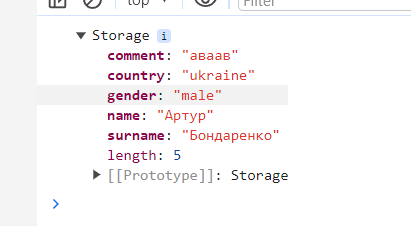 top
Filter
Storage i
comment: "аваав"
country: "ukraine"
gender: "male"
name: "Артур"
surname: "Бондаренко"
length: 5
[[Prototype]]: Storage